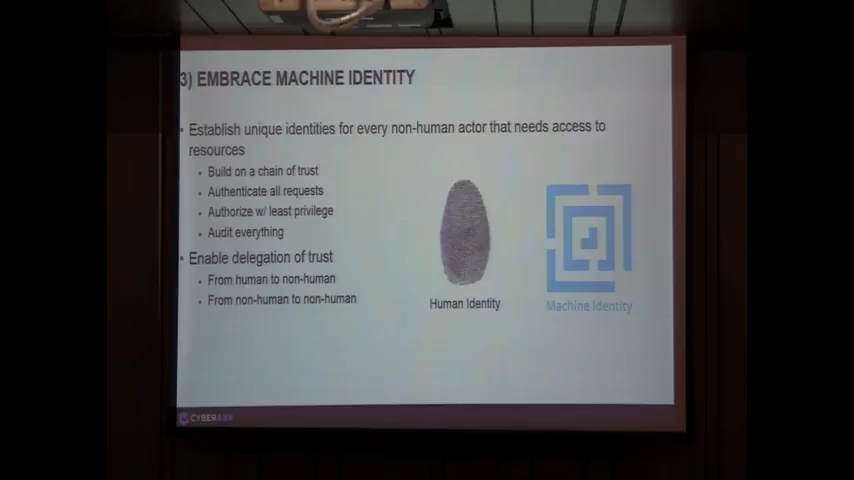 3) EMBRACE MACHINE IDENTITY
• Establish unique identities for every non-human actor that needs access to
resources
• Build on a chain of trust
• Authenticate all requests
• Authorize w/ least privilege
• Audit everything
• Enable delegation of trust
• From human to non-human
• From non-human to non-human
Human Identity
Machine Identity
CYBERARK